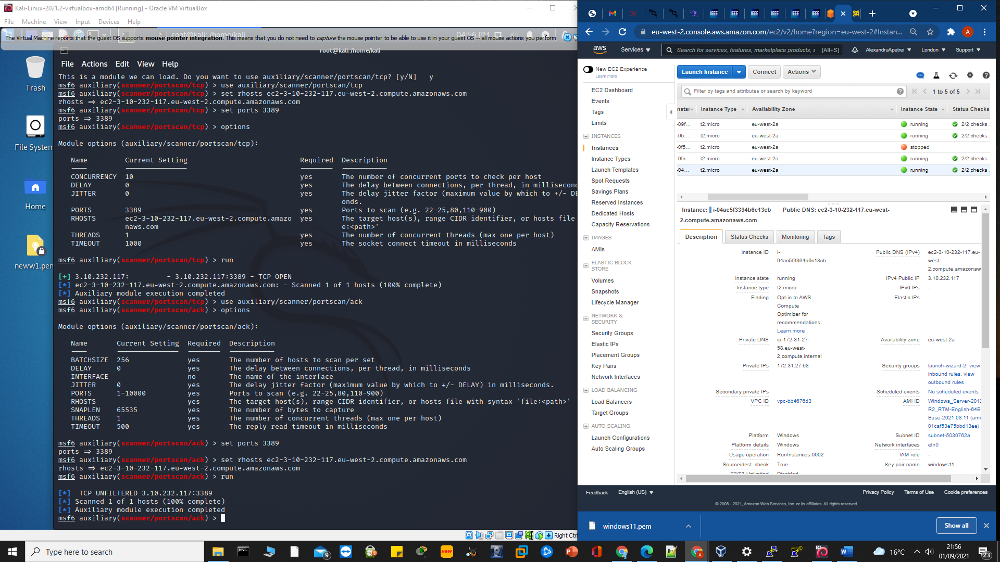 Kali-Linux-2021.2-virtualbox-amd64 [Running] - Oracle VM VirtualBox
File Machine View Input Devices Help
root@kali: /home/kali
04:56 PM
The Virtual Machine reports that the guest OS supports mouse pointer integration. This means that you do not need to capture the mouse pointer to be able to use it in your guest OS -- all mouse actions you perform
root@kali: /home/kali
File Actions Edit View Help
Trash
File System
Home
neww1.pen
This is a module we can load. Do you want to use auxiliary/scanner/portscan/tcp? [y/N] y
msf6 auxiliary(scanner/portscan/tcp) > use auxiliary/scanner/portscan/tcp
msf6 auxiliary(scanner/portscan/tcp) > set rhosts ec2-3-10-232-117.eu-west-2.compute.amazonaws.com
rhosts => ec2-3-10-232-117.eu-west-2.compute.amazonaws.com
msf6 auxiliary(scanner/portscan/tcp) > set ports 3389
ports => 3389
msf6 auxiliary(scanner/portscan/tcp) > options
Module options (auxiliary/scanner/portscan/tcp):
Name Current Setting Required Description
CONCURRENCY 10 yes The number of concurrent ports to check per host
DELAY 0 yes The delay between connections, per thread, in millisecond
JITTER 0 yes The delay jitter factor (maximum value by which to +/- DE
onds.
PORTS 3389 yes Ports to scan (e.g. 22-25,80,110-900)
RHOSTS ec2-3-10-232-117.eu-west-2.compute.amazo yes The target host(s), range CIDR identifier, or hosts file
naws.com e:<path>'
THREADS 1 yes The number of concurrent threads (max one per host)
TIMEOUT 1000 yes The socket connect timeout in milliseconds
msf6 auxiliary(scanner/portscan/tcp) > run
[+] 3.10.232.117: - 3.10.232.117:3389 - TCP OPEN
[*] ec2-3-10-232-117.eu-west-2.compute.amazonaws.com: - Scanned 1 of 1 hosts (100% complete)
[*] Auxiliary module execution completed
msf6 auxiliary(scanner/portscan/tcp) > use auxiliary/scanner/portscan/ack
msf6 auxiliary(scanner/portscan/ack) > options
Module options (auxiliary/scanner/portscan/ack):
Name Current Setting Required Description
BATCHSIZE 256 yes The number of hosts to scan per set
DELAY 0 yes The delay between connections, per thread, in milliseconds
INTERFACE no The name of the interface
JITTER 0 yes The delay jitter factor (maximum value by which to +/- DELAY) in milliseconds.
PORTS 1-10000 yes Ports to scan (e.g. 22-25,80,110-900)
RHOSTS yes The target host(s), range CIDR identifier, or hosts file with syntax 'file:<path>'
SNAPLEN 65535 yes The number of bytes to capture
THREADS 1 yes The number of concurrent threads (max one per host)
TIMEOUT 500 yes The reply read timeout in milliseconds
msf6 auxiliary(scanner/portscan/ack) > set ports 3389
ports => 3389
msf6 auxiliary(scanner/portscan/ack) > set rhosts ec2-3-10-232-117.eu-west-2.compute.amazonaws.com
rhosts => ec2-3-10-232-117.eu-west-2.compute.amazonaws.com
msf6 auxiliary(scanner/portscan/ack) > run
[*] TCP UNFILTERED 3.10.232.117:3389
[*] Scanned 1 of 1 hosts (100% complete)
[*] Auxiliary module execution completed
msf6 auxiliary(scanner/portscan/ack) >
Right Ctrl
IEEE IEEE IEEE IEEE IEEE IEEE
eu-west-2.console.aws.amazon.com/ec2/v2/home?region=eu-west-2#Instan...
A
aws Services Search for services, features, marketplace products, [Alt+S] AlexandruApetrei London Support
New EC2 Experience
Learn more
EC2 Dashboard
Events
Tags
Limits
INSTANCES
Instances
Instance Types
Launch Templates
Spot Requests
Savings Plans
Reserved Instances
Dedicated Hosts
Capacity Reservations
IMAGES
AMIs
ELASTIC BLOCK
STORE
Volumes
Snapshots
Lifecycle Manager
NETWORK &
SECURITY
Security Groups
Elastic IPs
Placement Groups
Key Pairs
Network Interfaces
LOAD BALANCING
Load Balancers
Target Groups
AUTO SCALING
Launch Configurations
Auto Scaling Groups
Launch Instance Connect Actions
Filter by tags and attributes or search by keyword 1 to 5 of 5
nstar Instance Type Availability Zone Instance State Status Checks
-09f... t2.micro eu-west-2a running 2/2 checks
-0b... t2.micro eu-west-2a running 2/2 checks
-0f5... t2.micro eu-west-2a stopped
-0fc... t2.micro eu-west-2a running 2/2 checks
-04... t2.micro eu-west-2a running 2/2 checks
Instance: i-04ac5f3394b6c13cb Public DNS: ec2-3-10-232-117.eu-west-
2.compute.amazonaws.com
Description Status Checks Monitoring Tags
Instance ID i-
04ac5f3394b6c13cb
Public DNS (IPv4) ec2-3-10-232-117.eu-
west-
2.compute.amazonaw
Instance state running IPv4 Public IP 3.10.232.117
Instance type t2.micro IPv6 IPs -
Finding Opt-in to AWS
Compute
Optimizer for
recommendations.
Learn more
Elastic IPs
Private DNS ip-172-31-27-
58.eu-west-
2.compute.internal
Availability zone eu-west-2a
Private IPs 172.31.27.58
Security groups launch-wizard-2. view
inbound rules. view
outbound rules
Secondary private IPs Scheduled events No scheduled events
VPC ID vpc-bb4676d3
AMI ID Windows_Server-2012
R2_RTM-English-64Bi
Base-2021.08.11 (ami
01caf53e75bbd13ee)
Platform Windows Subnet ID subnet-5030762a
Platform details Windows Network interfaces eth0
Usage operation RunInstances:0002 IAM role -
Source/dest. check True Key pair name windows11
T2/T3 Unlimited Disabled
Feedback English (US) Privacy Policy Terms of Use Cookie preferences
© 2008 - 2021, Amazon Web Services, Inc. or its affiliates. All rights reserved.
windows11.pem
Show all
Type here to search
9
NOW
16°C
21:56
01/09/2021
23